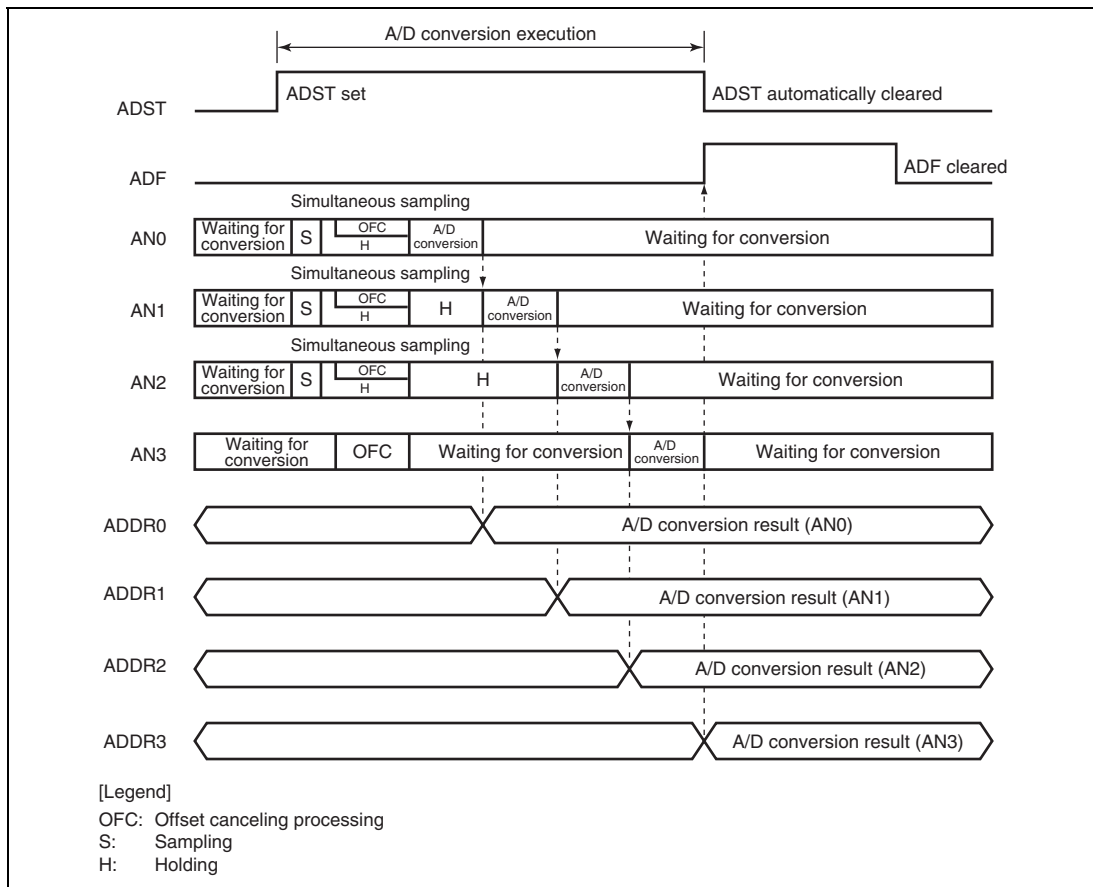 A/D conversion execution
ADST ADST set ADST automatically cleared
ADF ADF cleared
Simultaneous sampling
AN0 Waiting for conversion S OFC H A/D conversion Waiting for conversion
Simultaneous sampling
AN1 Waiting for conversion S OFC H H A/D conversion Waiting for conversion
Simultaneous sampling
AN2 Waiting for conversion S OFC H H A/D conversion Waiting for conversion
AN3 Waiting for conversion OFC Waiting for conversion A/D conversion Waiting for conversion
ADDR0 A/D conversion result (AN0)
ADDR1 A/D conversion result (AN1)
ADDR2 A/D conversion result (AN2)
ADDR3 A/D conversion result (AN3)
[Legend]
OFC: Offset canceling processing
S: Sampling
H: Holding